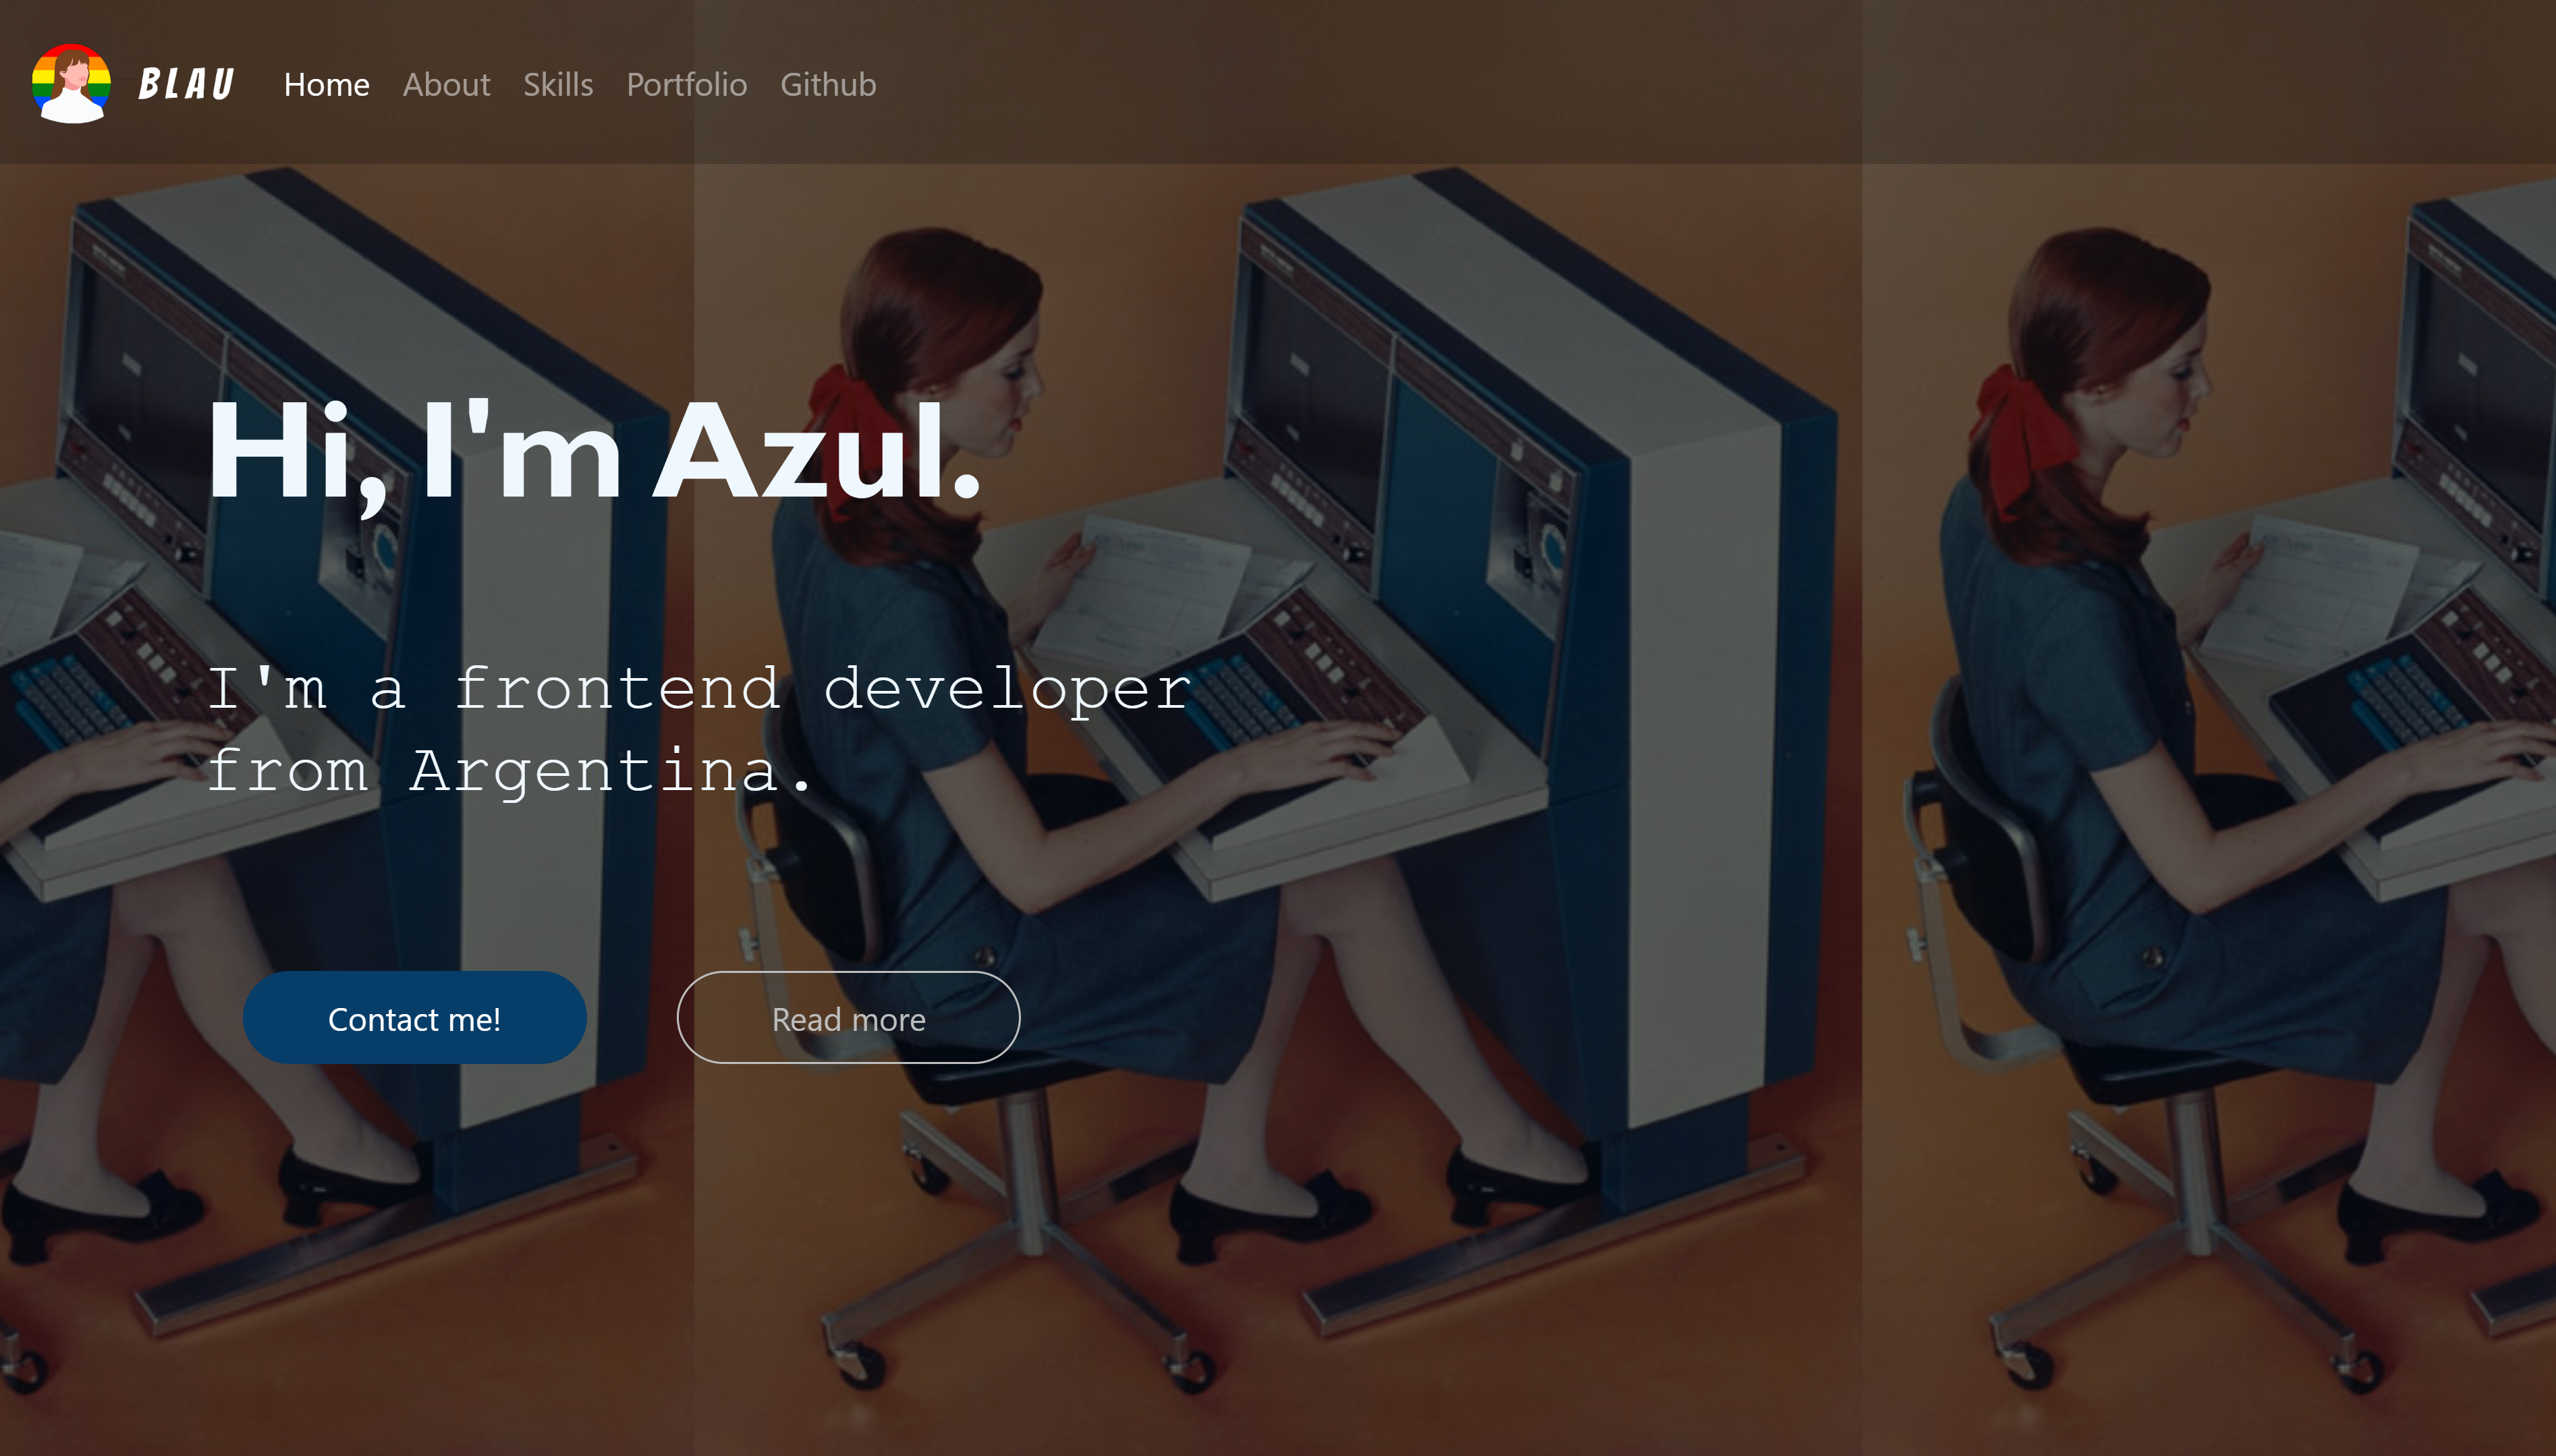 BLAU
Home About Skills Portfolio Github
Hi, I'm Azul.
I'm a frontend developer
from Argentina.
Contact me!
Read more